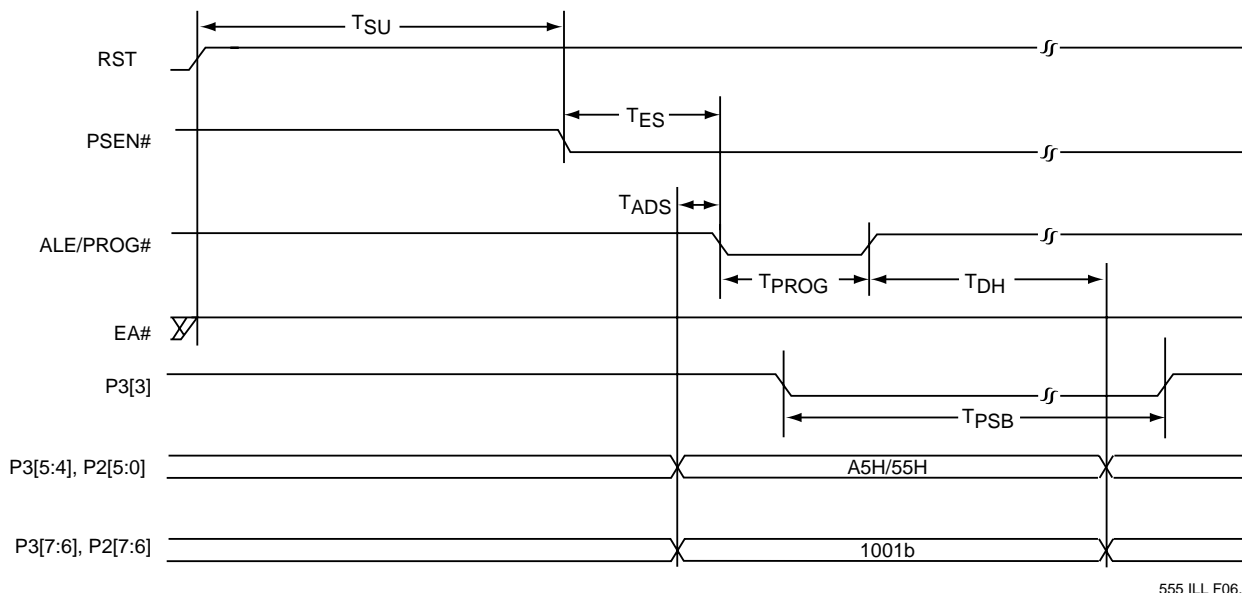 TSU
RST
TES
PSEN#
TADS
ALE/PROG#
TPROG
TDH
EA#
P3[3]
TPSB
P3[5:4], P2[5:0]
A5H/55H
P3[7:6], P2[7:6]
1001b
555 ILL F06.